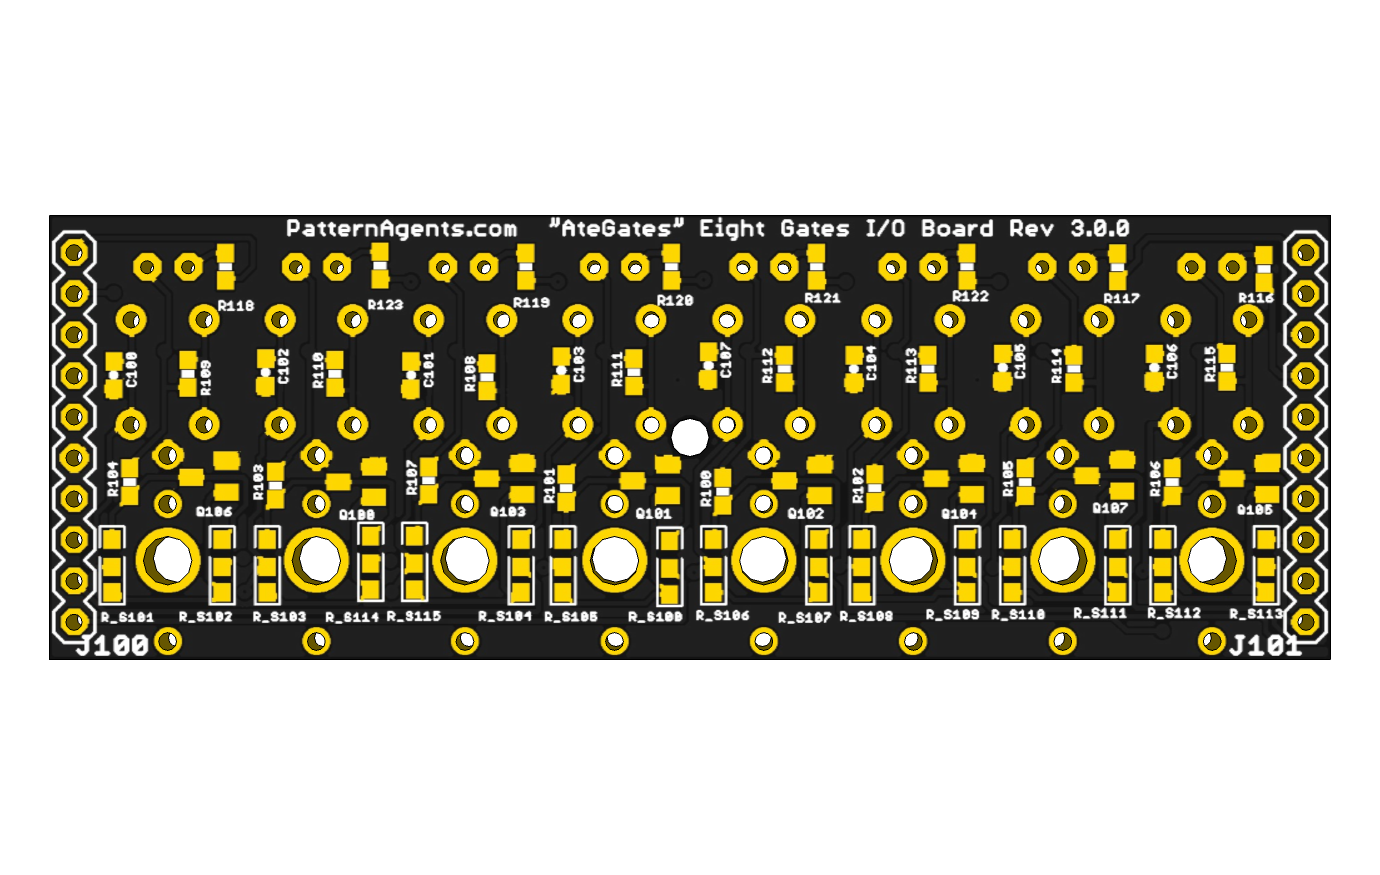 PatternAgents.com "AteGates" Eight Gates I/O Board Rev 3.0.0
R118 R123 R119 R120 R121 R122 R117 R116
C100 R109 C102 R110 C101 R108 C103 R111 C107 R112 C104 R113 C105 R114 C106 R115
R104 R103 R107 R101 R100 R102 R105 R106
Q106 Q100 Q103 Q101 Q102 Q104 Q107 Q105
R_S101 R_S102 R_S103 R_S114 R_S115 R_S104 R_S105 R_S100 R_S106 R_S107 R_S108 R_S109 R_S110 R_S111 R_S112 R_S113
J100 J101